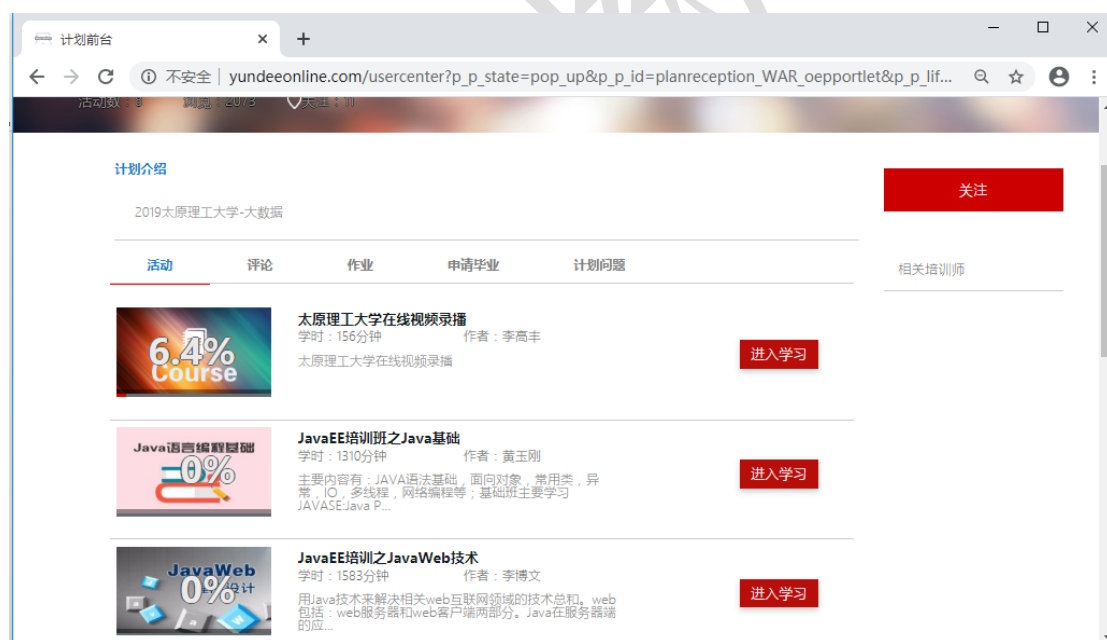 计划前台
不安全 | yundeeonline.com/usercenter?p_p_state=pop_up&p_p_id=planreception_WAR_oepportlet&p_p_lif...
活动数：8 浏览：2073 关注：11
计划介绍
关注
2019太原理工大学-大数据
活动 评论 作业 申请毕业 计划问题
相关培训师
太原理工大学在线视频录播
学时：156分钟 作者：李高丰
太原理工大学在线视频录播
6.4%
Course
进入学习
JavaEE培训班之Java基础
学时：1310分钟 作者：黄玉刚
主要内容有：JAVA语法基础，面向对象，常用类，异
常，IO，多线程，网络编程等；基础班主要学习
JAVASE:Java P...
Java语言编程基础
0%
进入学习
JavaEE培训之JavaWeb技术
学时：1583分钟 作者：李博文
用Java技术来解决相关web互联网领域的技术总和。web
包括：web服务器和web客户端两部分。Java在服务器端
的应...
JavaWeb
0%
设计
进入学习